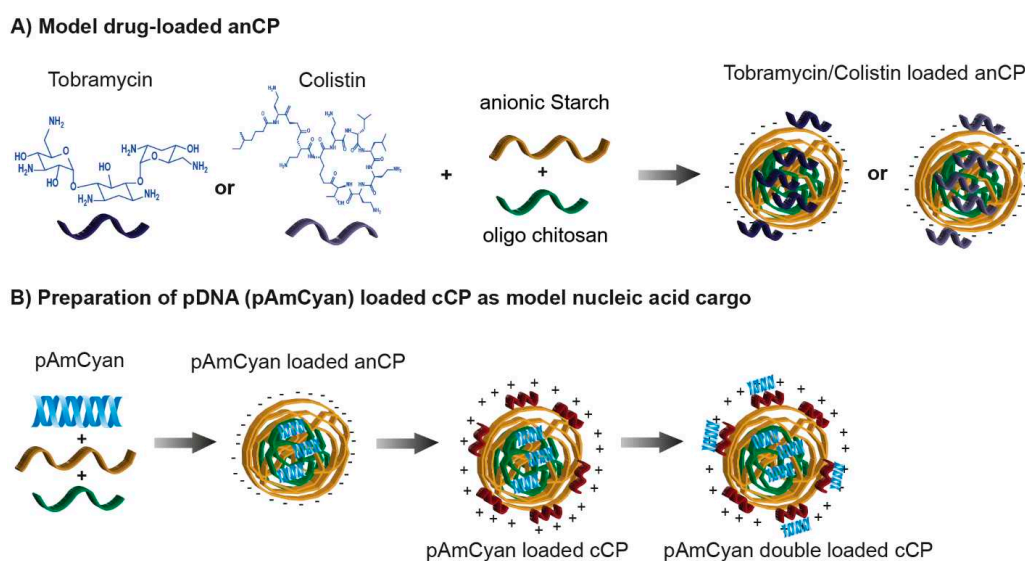 A) Model drug-loaded anCP
Tobramycin
Colistin
anionic Starch
Tobramycin/Colistin loaded anCP
or
+
+
or
oligo chitosan
B) Preparation of pDNA (pAmCyan) loaded cCP as model nucleic acid cargo
pAmCyan
pAmCyan loaded anCP
+
+
pAmCyan loaded cCP
pAmCyan double loaded cCP